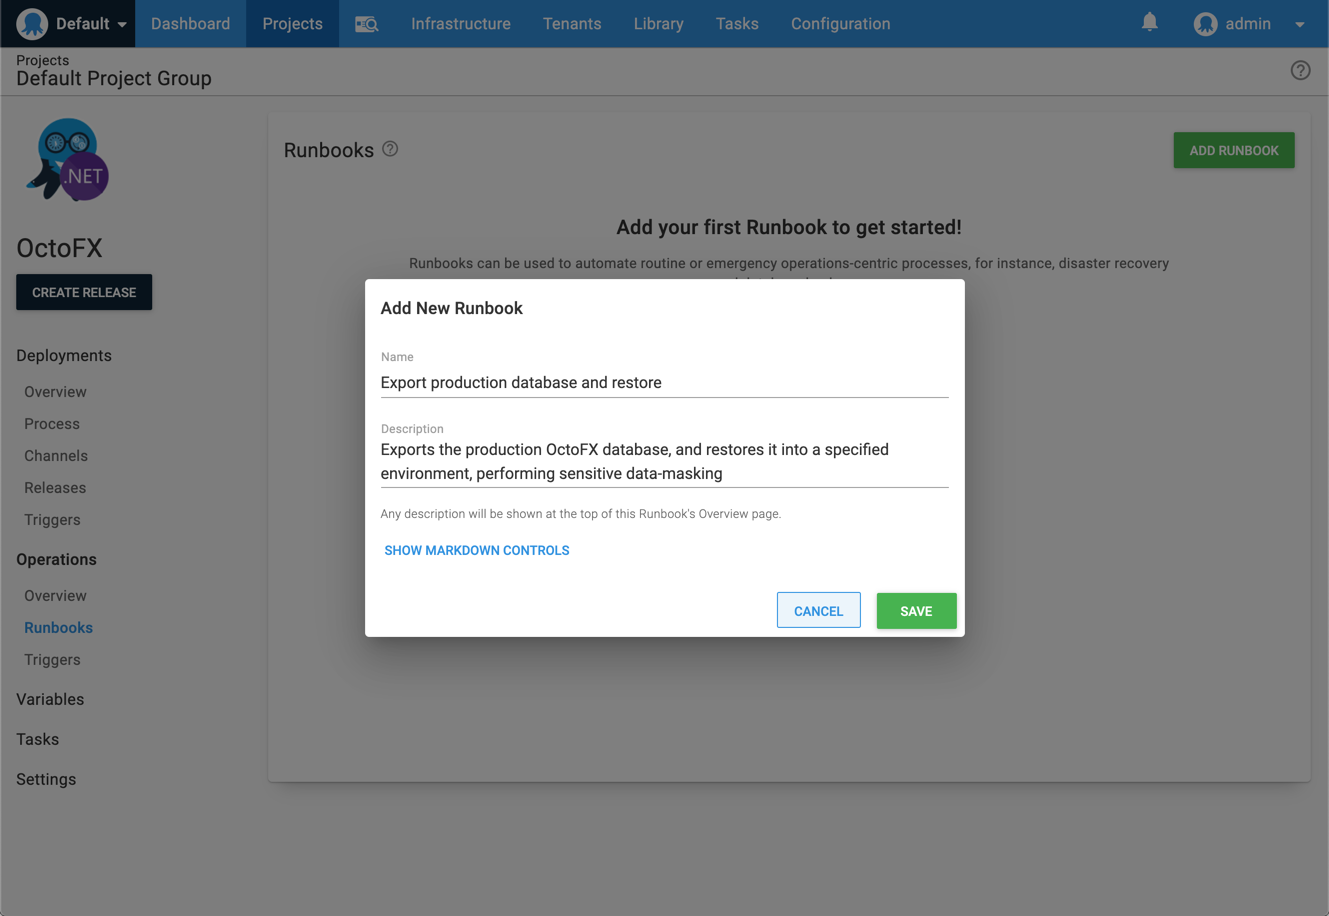 Default
Dashboard
Projects
Infrastructure
Tenants
Library
Tasks
Configuration
admin
Projects
Default Project Group
.NET
OctoFX
CREATE RELEASE
Deployments
Overview
Process
Channels
Releases
Triggers
Operations
Overview
Runbooks
Triggers
Variables
Tasks
Settings
Runbooks
ADD RUNBOOK
Add your first Runbook to get started!
Runbooks can be used to automate routine or emergency operations-centric processes, for instance, disaster recovery
Add New Runbook
Name
Export production database and restore
Description
Exports the production OctoFX database, and restores it into a specified
environment, performing sensitive data-masking
Any description will be shown at the top of this Runbook's Overview page.
SHOW MARKDOWN CONTROLS
CANCEL
SAVE